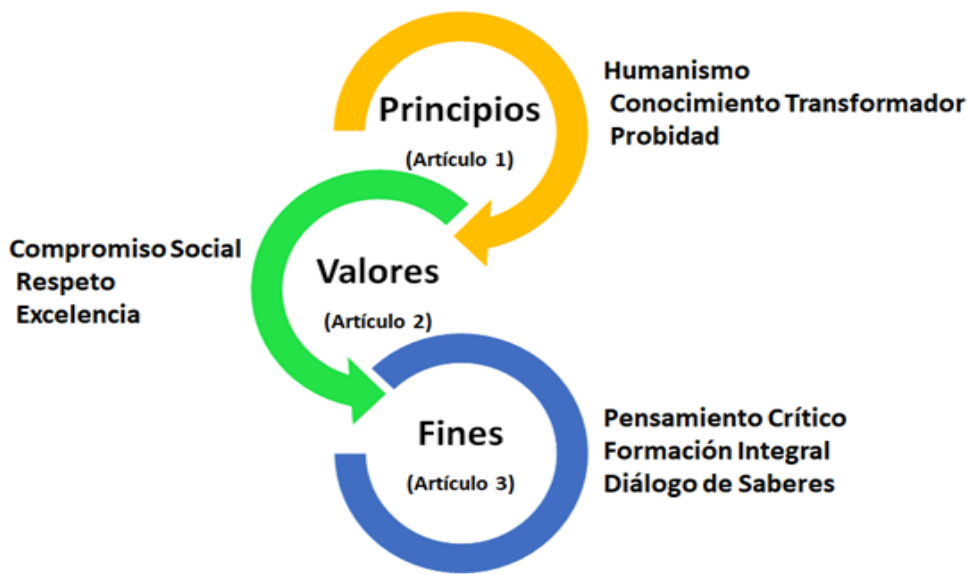 Principios
(Artículo 1)
Humanismo
Conocimiento Transformador
Probidad
Valores
(Artículo 2)
Compromiso Social
Respeto
Excelencia
Fines
(Artículo 3)
Pensamiento Crítico
Formación Integral
Diálogo de Saberes